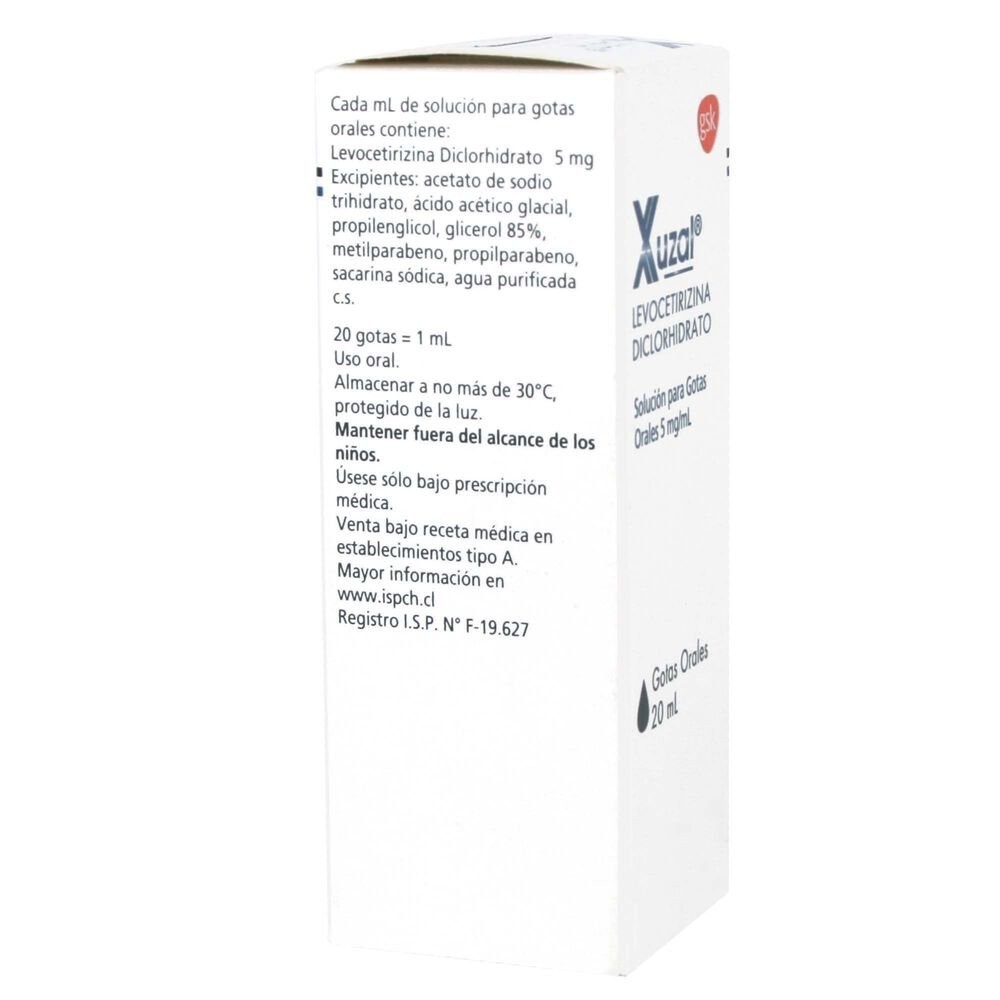 Cada mL de solución para gotas
orales contiene:
Levocetirizina Diclorhidrato 5 mg
Excipientes: acetato de sodio
trihidrato, ácido acético glacial,
propilenglicol, glicerol 85%,
metilparabeno, propilparabeno,
sacarina sódica, agua purificada
c.s.
20 gotas = 1 mL
Uso oral.
Almacenar a no más de 30°C,
protegido de la luz.
Mantener fuera del alcance de los
niños.
Úsese sólo bajo prescripción
médica.
Venta bajo receta médica en
establecimientos tipo A.
Mayor información en
www.ispch.cl
Registro I.S.P. N° F-19.627
gsk
Xuzal®
LEVOCETIRIZINA
DICLORHIDRATO
Solución para Gotas
Orales 5 mg/mL
Gotas Orales
20 mL